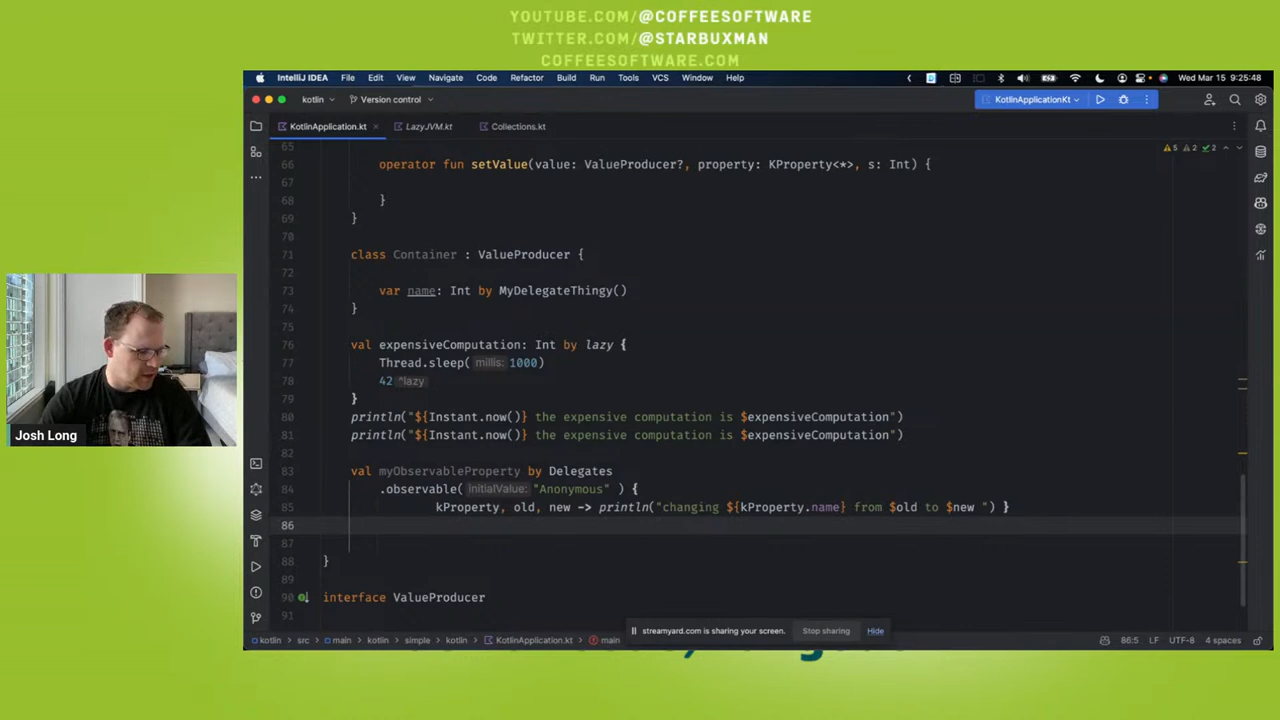 YOUTUBE.COM/@COFFEESOFTWARE
TWITTER.COM/@STARBUXMAN
COFFEESOFTWARE.COM
IntelliJ IDEA File Edit View Navigate Code Refactor Build Run Tools VCS Window Help Wed Mar 15 9:25:48
kotlin Version control KotlinApplicationKt
KotlinApplication.kt LazyJVM.kt Collections.kt
65 5 2 2
66 operator fun setValue(value: ValueProducer?, property: KProperty<*>, s: Int) {
67
68 }
69 }
70
71 class Container : ValueProducer {
72
73 var name: Int by MyDelegateThingy()
74 }
75
76 val expensiveComputation: Int by lazy {
77 Thread.sleep( millis: 1000)
78 42 ^lazy
79 }
80 println("${Instant.now()} the expensive computation is $expensiveComputation")
81 println("${Instant.now()} the expensive computation is $expensiveComputation")
82
83 val myObservableProperty by Delegates
84 .observable( initialValue: "Anonymous" ) {
85 kProperty, old, new -> println("changing ${kProperty.name} from $old to $new ") }
86
87
88 }
89
90 interface ValueProducer
91
Josh Long
streamyard.com is sharing your screen. Stop sharing Hide
kotlin src main kotlin simple kotlin KotlinApplication.kt main 86:5 LF UTF-8 4 spaces